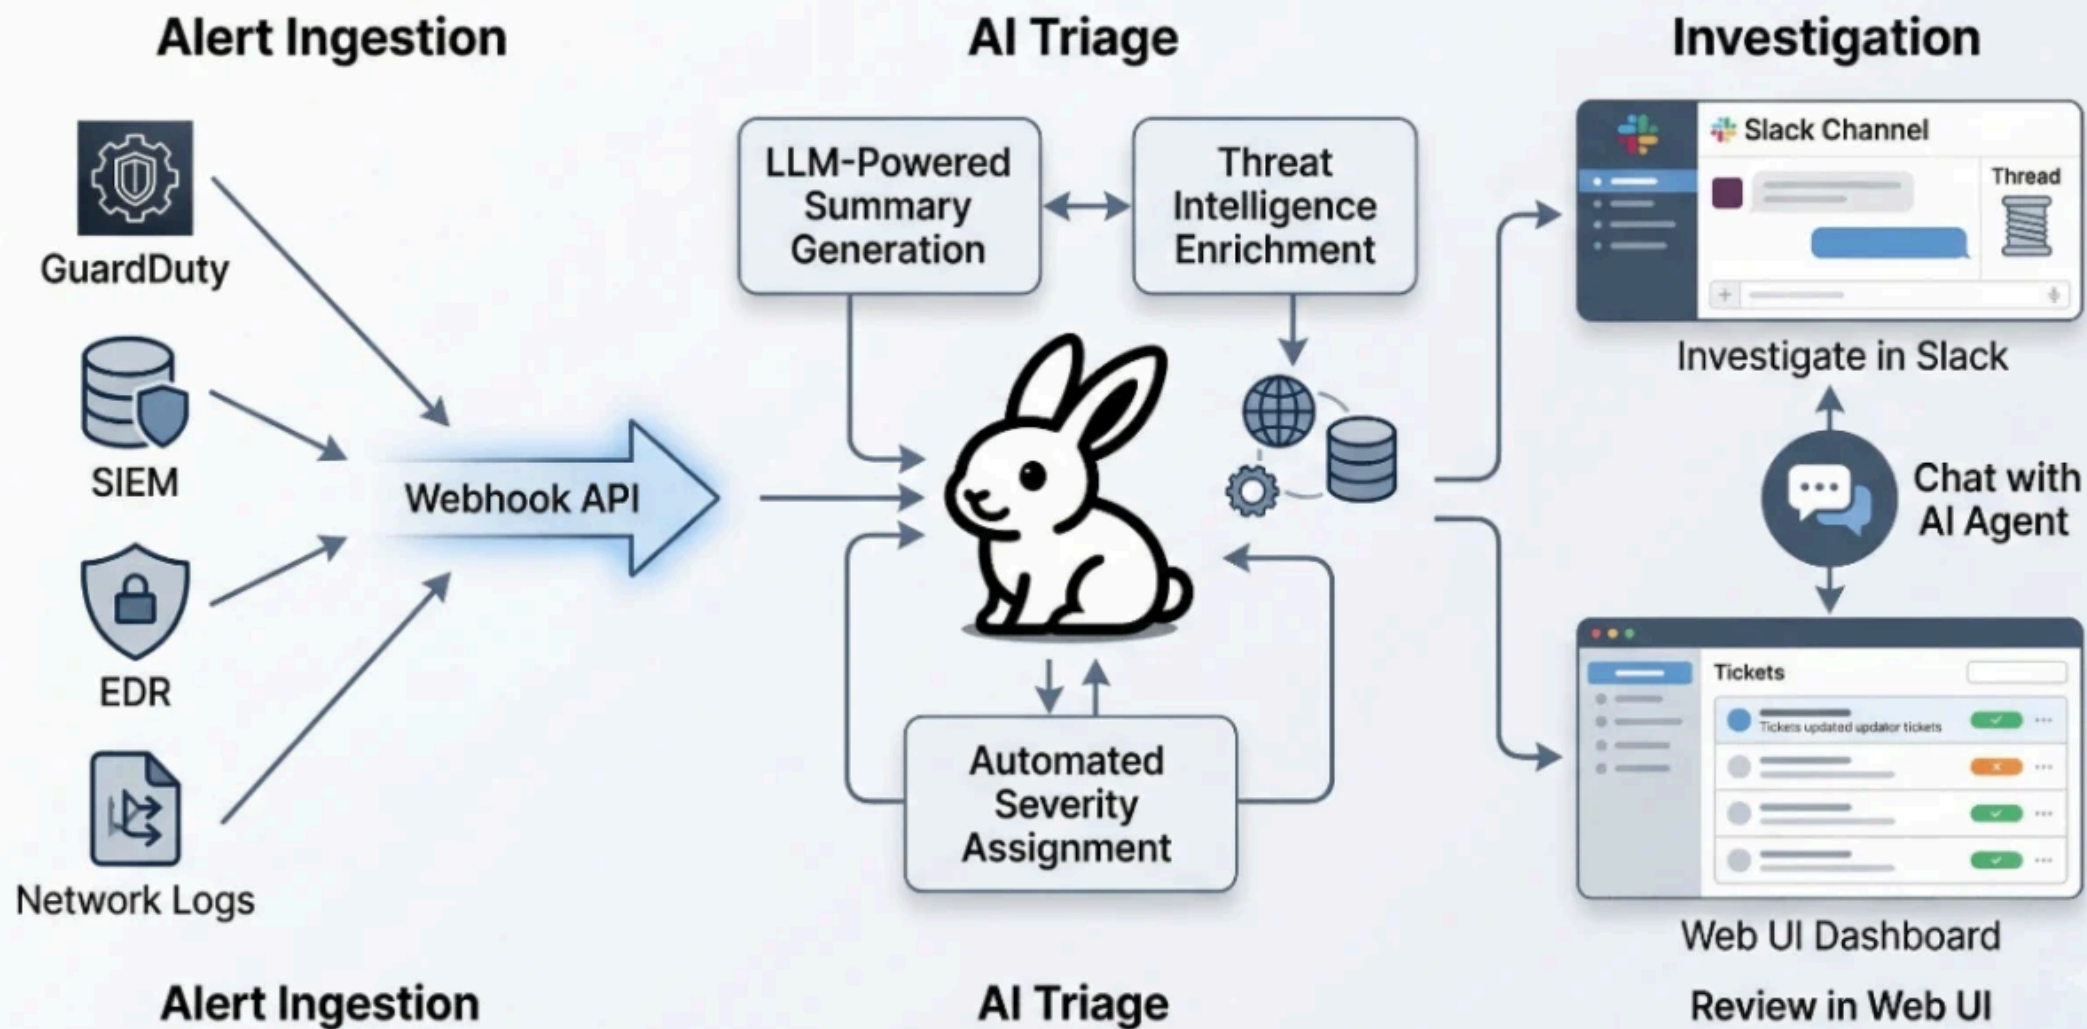 Alert Ingestion
AI Triage
Investigation
GuardDuty
SIEM
EDR
Network Logs
Webhook API
LLM-Powered
Summary
Generation
Threat
Intelligence
Enrichment
Automated
Severity
Assignment
Slack Channel
Thread
Investigate in Slack
Chat with
AI Agent
Tickets
Tickets updated updator tickets
Web UI Dashboard
Alert Ingestion
AI Triage
Review in Web UI